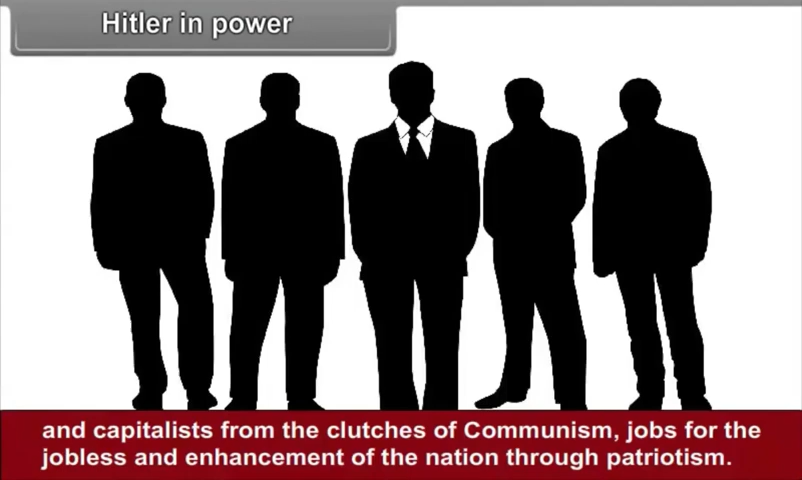 Hitler in power
and capitalists from the clutches of Communism, jobs for the
jobless and enhancement of the nation through patriotism.